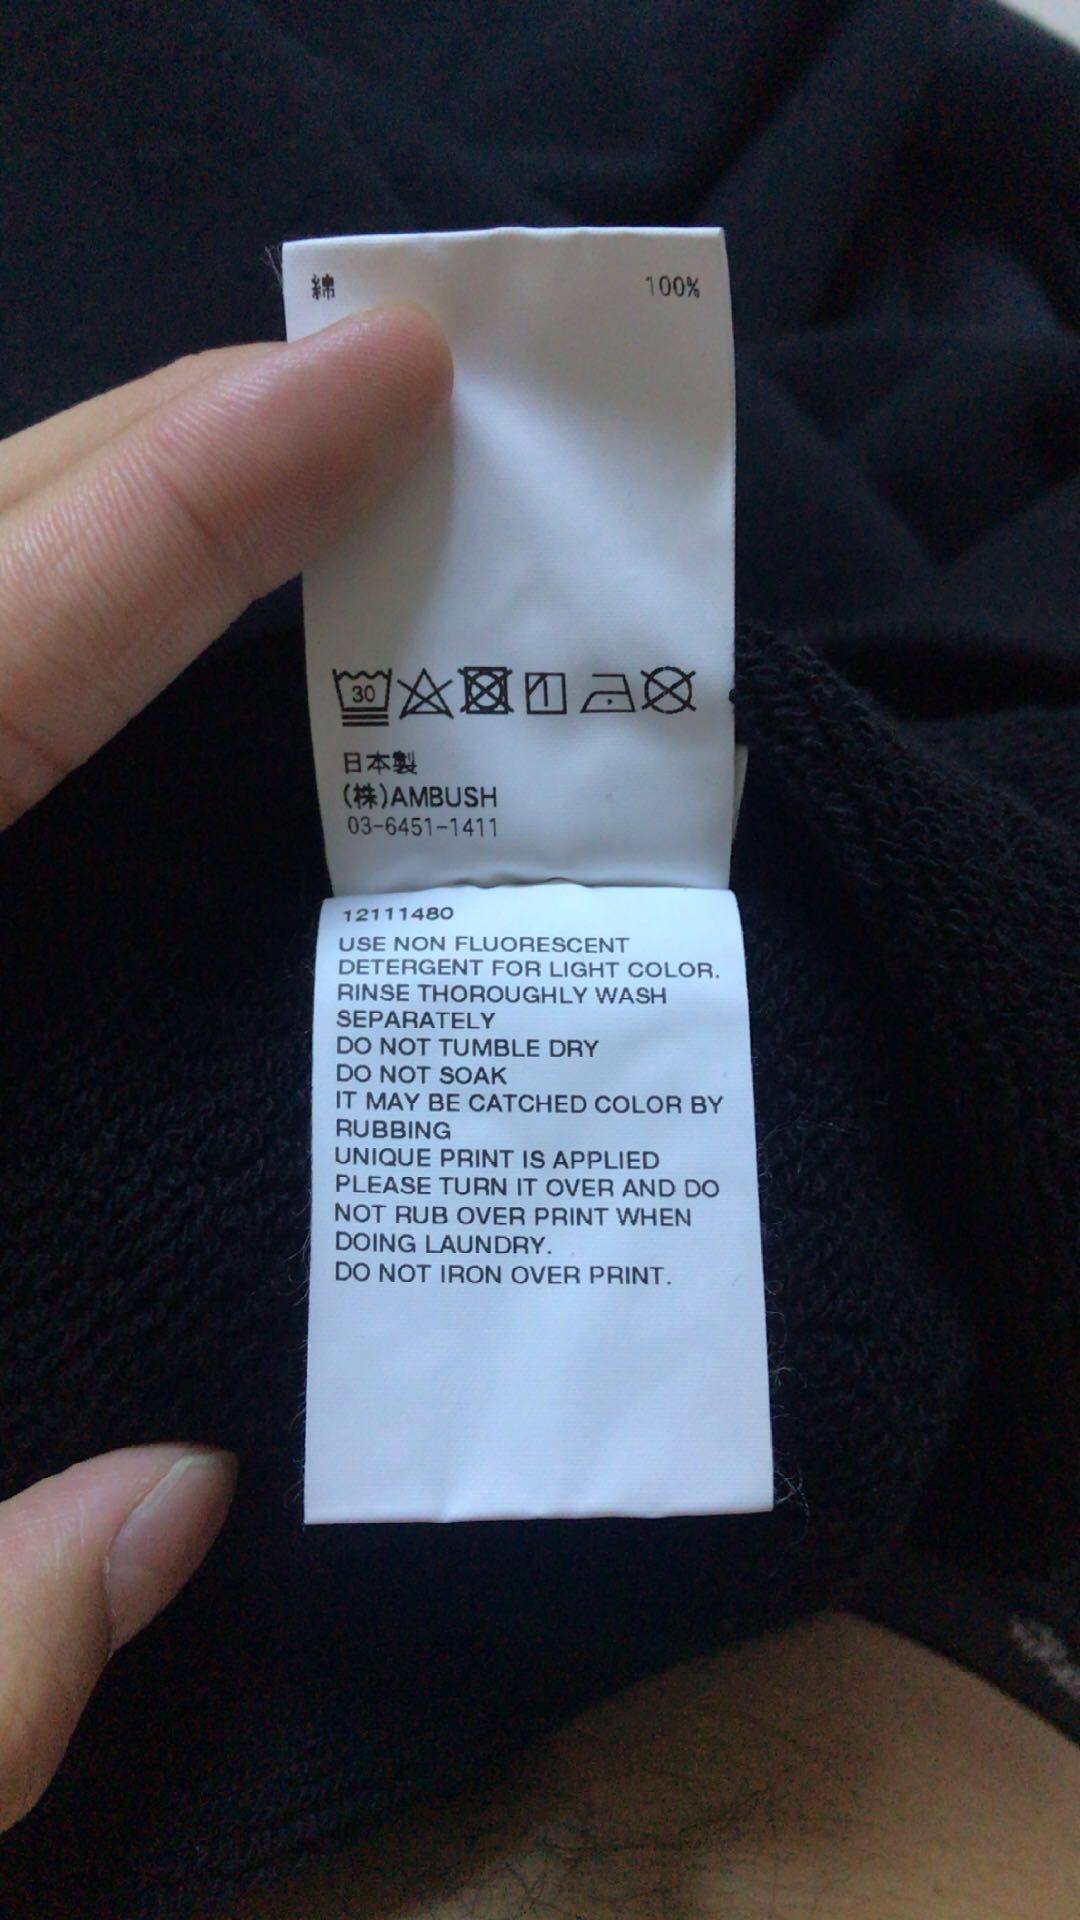 綿 100%
30
日本製
(株)AMBUSH
03-6451-1411
12111480
USE NON FLUORESCENT
DETERGENT FOR LIGHT COLOR.
RINSE THOROUGHLY WASH
SEPARATELY
DO NOT TUMBLE DRY
DO NOT SOAK
IT MAY BE CATCHED COLOR BY
RUBBING
UNIQUE PRINT IS APPLIED
PLEASE TURN IT OVER AND DO
NOT RUB OVER PRINT WHEN
DOING LAUNDRY.
DO NOT IRON OVER PRINT.